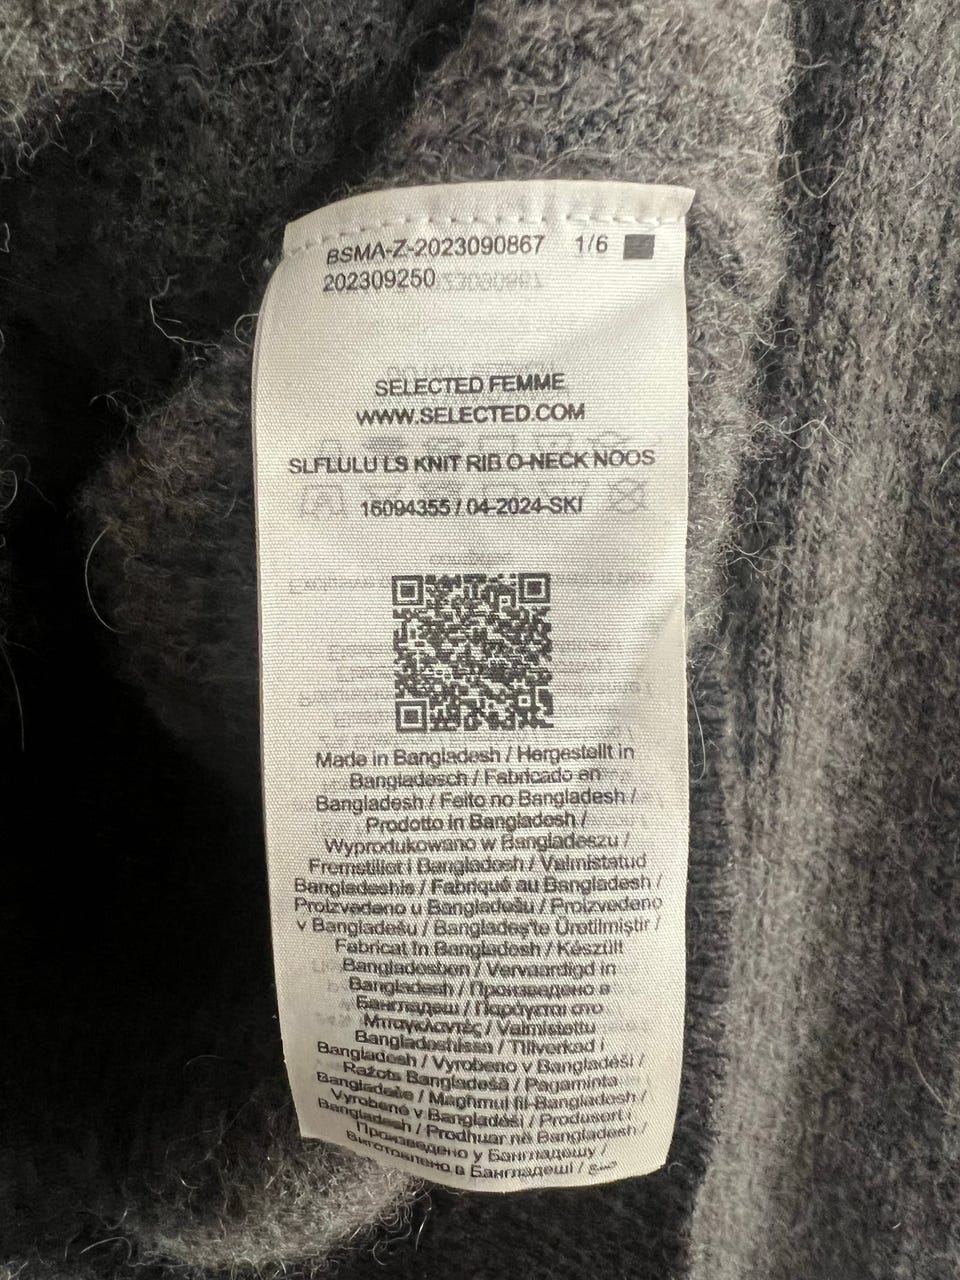 BSMA-Z-2023090867 1/6
202309250
SELECTED FEMME
WWW.SELECTED.COM
SLFLULU LS KNIT RIB O-NECK NOOS
16094355 / 04-2024-SKI
Made in Bangladesh / Hergestellt in
Bangladesch / Fabricado en
Bangladesh / Feito no Bangladesh /
Prodotto in Bangladesh /
Wyprodukowano w Bangladeszu /
Fremstillet i Bangladesh / Valmistatud
Bangladeshis / Fabriqué au Bangladesh /
Proizvedeno u Bangladešu / Proizvedeno
v Bangladešu / Bangladeş'te Üretilmiştir /
Fabricat în Bangladesh / Készült
Bangladesben / Vervaardigd in
Bangladesh / Произведено в
Бангладеш / Παράγεται στο
Μπαγκλαντές / Valmistettu
Bangladeshissa / Tillverkad i
Bangladesh / Vyrobeno v Bangladéši /
Ražots Bangladešā / Pagaminta
Bangladeše / Magħmul fil-Bangladesh /
Vyrobené v Bangladéši / Produsert i
Bangladesh / Prodhuar në Bangladesh /
Произведено у Бангладешу /
Виготовлено в Бангладеші /